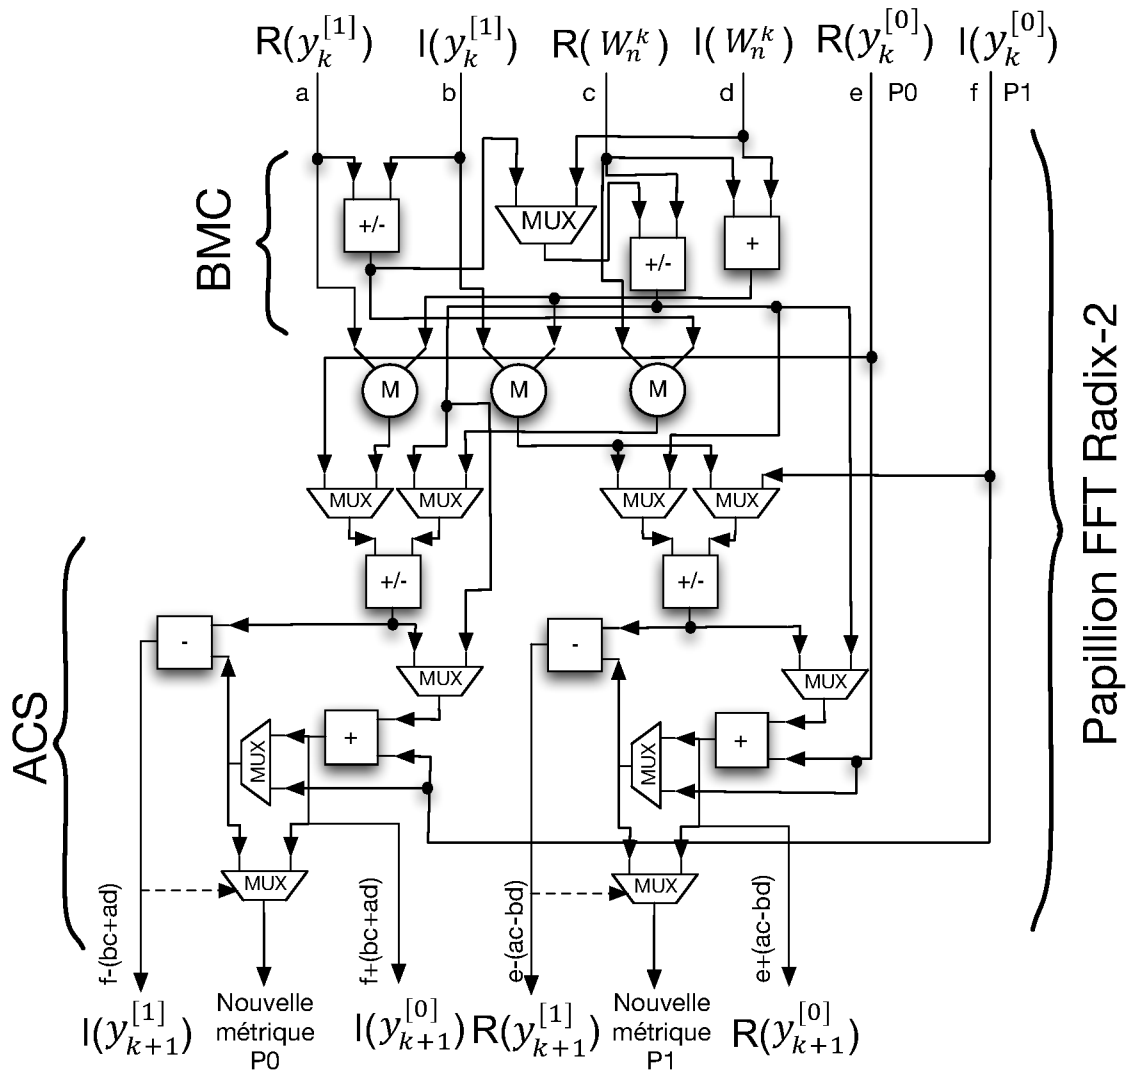 R(y_k^[1]) I(y_k^[1]) R(W_n^k) I(W_n^k) R(y_k^[0]) I(y_k^[0])
a b c d e P0 f P1
BMC
+/-
MUX
+/-
+
M M M
MUX MUX MUX MUX
+/- +/-
- -
MUX MUX
+ +
MUX MUX
MUX MUX
ACS
Papillion FFT Radix-2
f-(bc+ad)
f+(bc+ad)
e-(ac-bd)
e+(ac-bd)
I(y_{k+1}^[1])
Nouvelle
métrique
P0
I(y_{k+1}^[0])
R(y_{k+1}^[1])
Nouvelle
métrique
P1
R(y_{k+1}^[0])